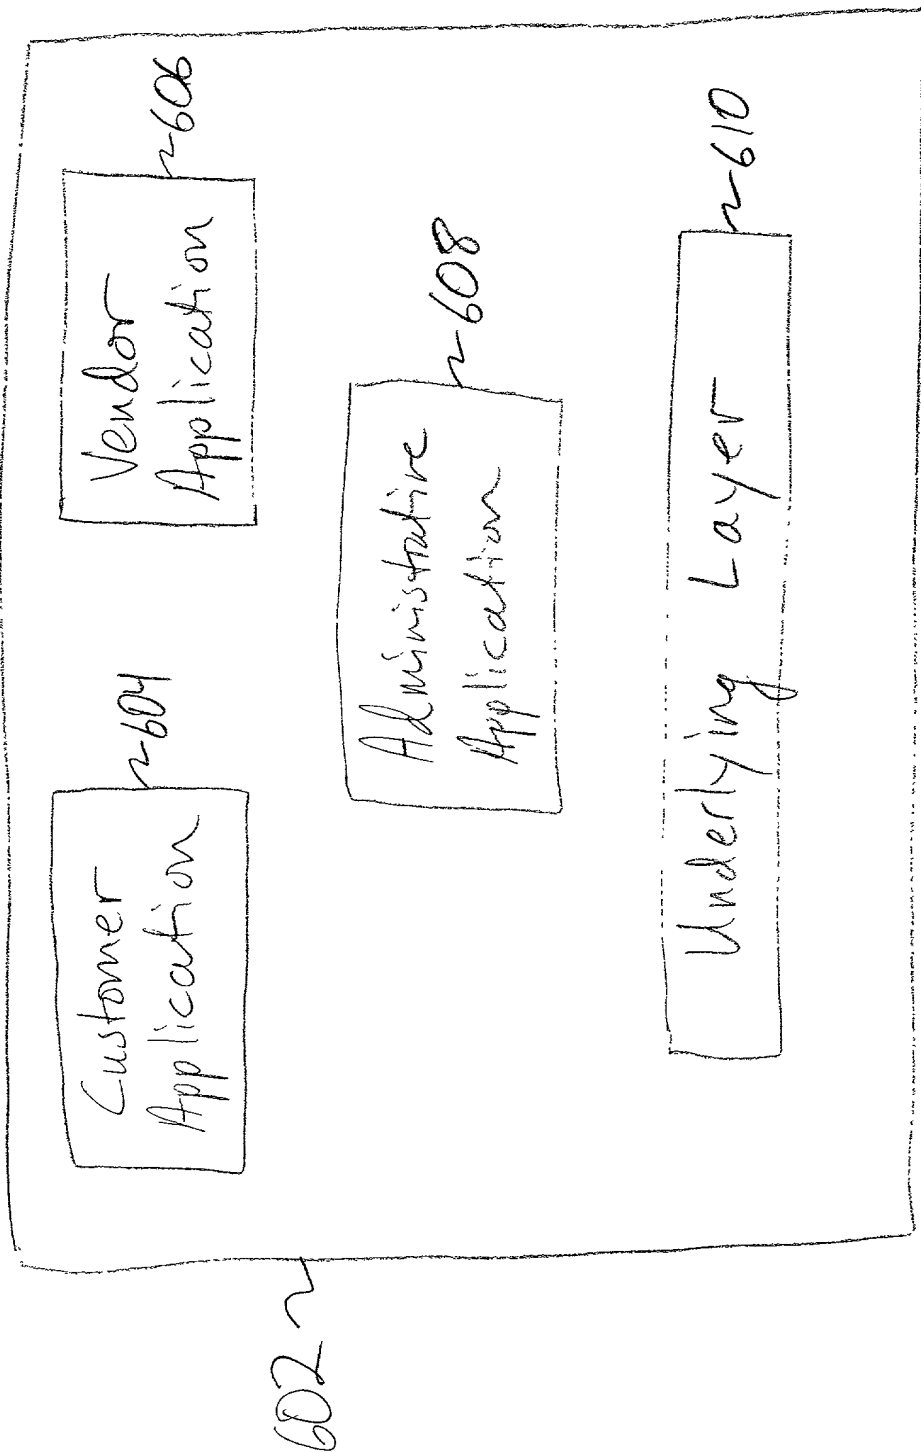 602
Customer
Application
604
Vendor
Application
606
Administrative
Application
608
Underlying Layer
610